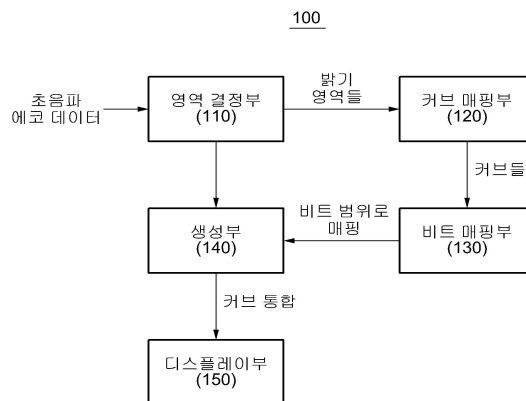 100
초음파
에코 데이터
영역 결정부
(110)
밝기
영역들
커브 매핑부
(120)
커브들
생성부
(140)
비트 범위로
매핑
비트 매핑부
(130)
커브 통합
디스플레이부
(150)